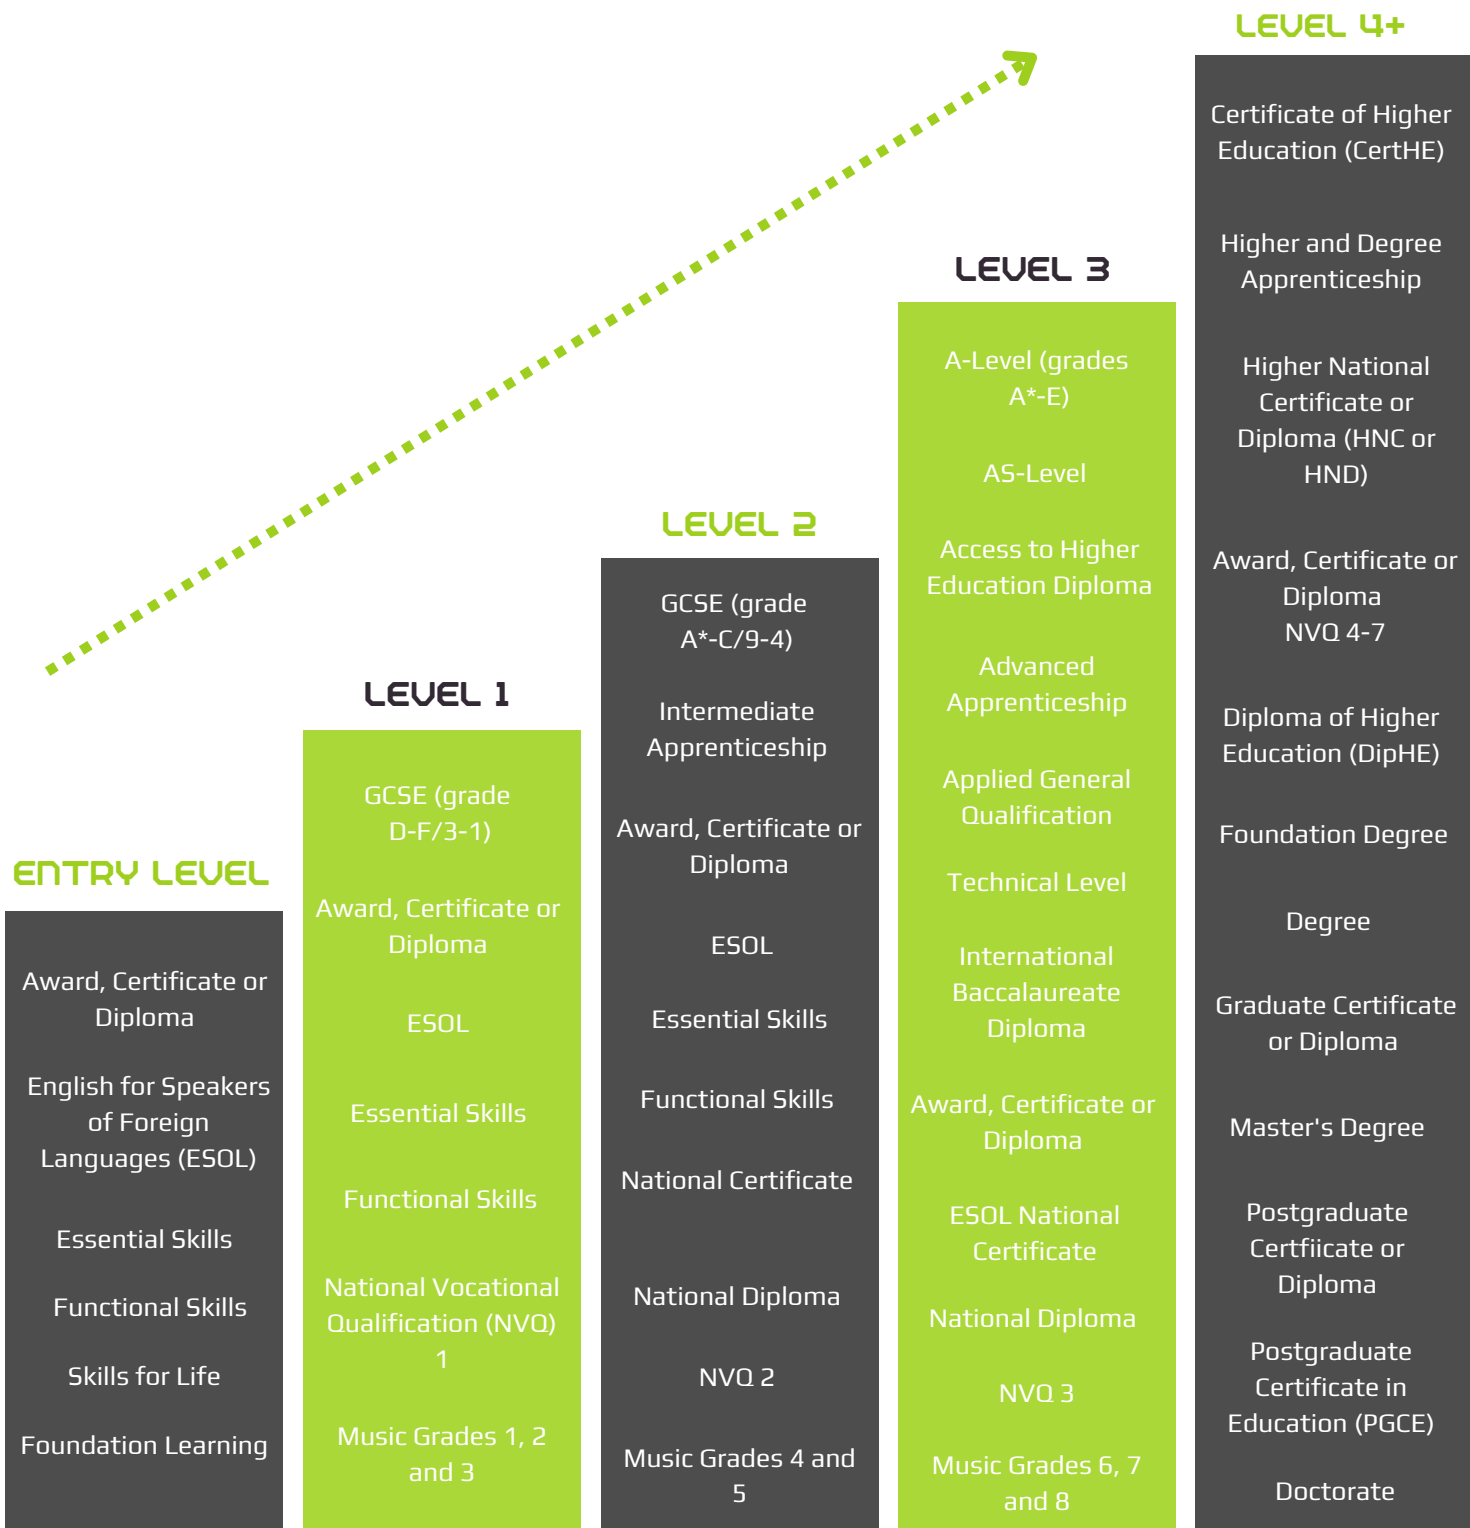 ENTRY LEVEL
Award, Certificate or
Diploma
English for Speakers
of Foreign
Languages (ESOL)
Essential Skills
Functional Skills
Skills for Life
Foundation Learning
LEVEL 1
GCSE (grade
D-F/3-1)
Award, Certificate or
Diploma
ESOL
Essential Skills
Functional Skills
National Vocational
Qualification (NVQ)
1
Music Grades 1, 2
and 3
LEVEL 2
GCSE (grade
A*-C/9-4)
Intermediate
Apprenticeship
Award, Certificate or
Diploma
ESOL
Essential Skills
Functional Skills
National Certificate
National Diploma
NVQ 2
Music Grades 4 and
5
LEVEL 3
A-Level (grades
A*-E)
AS-Level
Access to Higher
Education Diploma
Advanced
Apprenticeship
Applied General
Qualification
Technical Level
International
Baccalaureate
Diploma
Award, Certificate or
Diploma
ESOL National
Certificate
National Diploma
NVQ 3
Music Grades 6, 7
and 8
LEVEL 4+
Certificate of Higher
Education (CertHE)
Higher and Degree
Apprenticeship
Higher National
Certificate or
Diploma (HNC or
HND)
Award, Certificate or
Diploma
NVQ 4-7
Diploma of Higher
Education (DipHE)
Foundation Degree
Degree
Graduate Certificate
or Diploma
Master's Degree
Postgraduate
Certfiicate or
Diploma
Postgraduate
Certificate in
Education (PGCE)
Doctorate